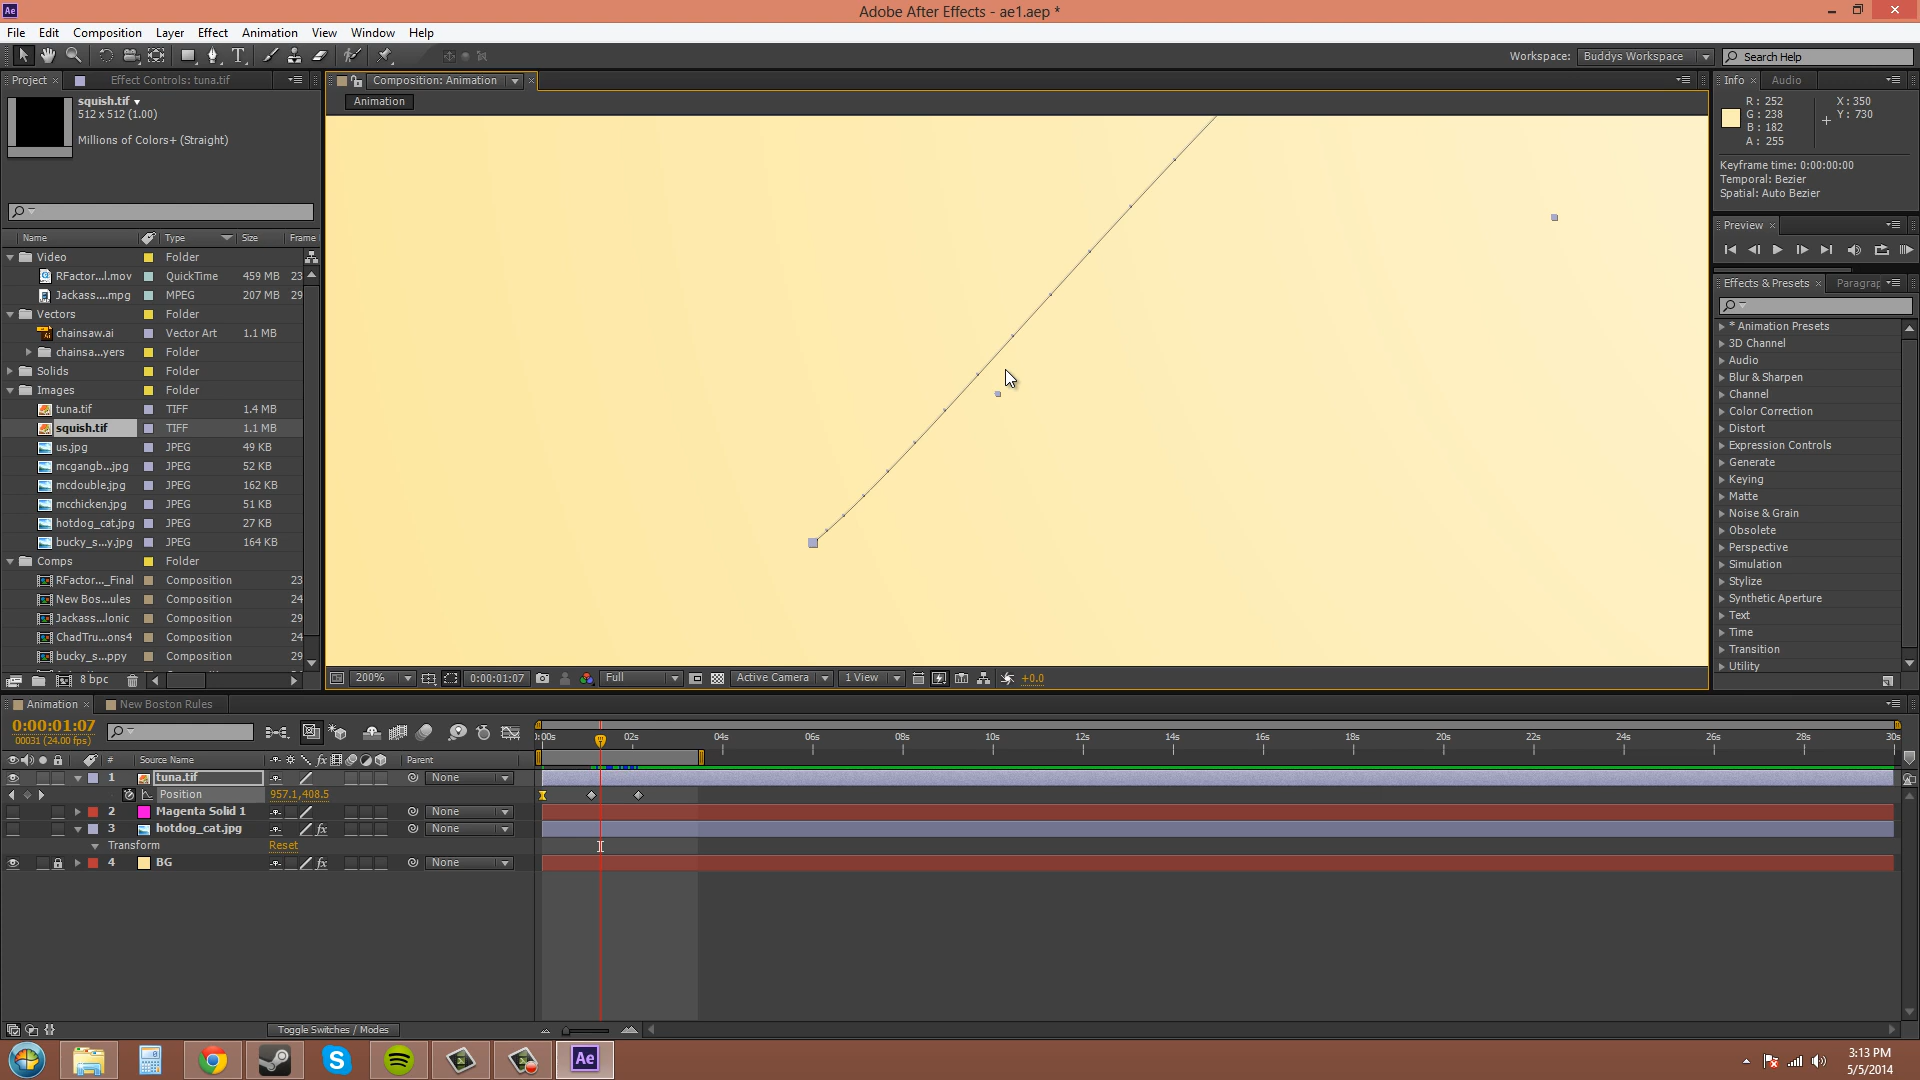 Ae
Adobe After Effects - ae1.aep *
File Edit Composition Layer Effect Animation View Window Help
Workspace: Buddys Workspace
Search Help
Project
Effect Controls: tuna.tif
Composition: Animation
Info
Audio
squish.tif
512 x 512 (1.00)
Millions of Colors+ (Straight)
Animation
R: 252
G: 238
B: 182
A: 255
X: 350
Y: 730
Keyframe time: 0:00:00:00
Temporal: Bezier
Spatial: Auto Bezier
Name Type Size Frame
Video Folder
RFactor...l.mov QuickTime 459 MB 23
Jackass....mpg MPEG 207 MB 29
Vectors Folder
chainsaw.ai Vector Art 1.1 MB
chainsa...yers Folder
Solids Folder
Images Folder
tuna.tif TIFF 1.4 MB
squish.tif TIFF 1.1 MB
us.jpg JPEG 49 KB
mcgangb...jpg JPEG 52 KB
mcdouble.jpg JPEG 162 KB
mcchicken.jpg JPEG 51 KB
hotdog_cat.jpg JPEG 27 KB
bucky_s...y.jpg JPEG 164 KB
Comps Folder
RFactor..._Final Composition 23
New Bos...ules Composition 24
Jackass...lonic Composition 29
ChadTru...ons4 Composition 24
bucky_s...ppy Composition 29
8 bpc
Preview
Effects & Presets
Paragrap
* Animation Presets
3D Channel
Audio
Blur & Sharpen
Channel
Color Correction
Distort
Expression Controls
Generate
Keying
Matte
Noise & Grain
Obsolete
Perspective
Simulation
Stylize
Synthetic Aperture
Text
Time
Transition
Utility
200% 0:00:01:07 Full Active Camera 1 View +0.0
Animation
New Boston Rules
0:00:01:07
00031 (24.00 fps)
:00s 02s 04s 06s 08s 10s 12s 14s 16s 18s 20s 22s 24s 26s 28s 30s
# Source Name fx Parent
1 tuna.tif None
Position 957.1,408.5
2 Magenta Solid 1 None
3 hotdog_cat.jpg fx None
Transform Reset
4 BG fx None
Toggle Switches / Modes
Ae
3:13 PM
5/5/2014